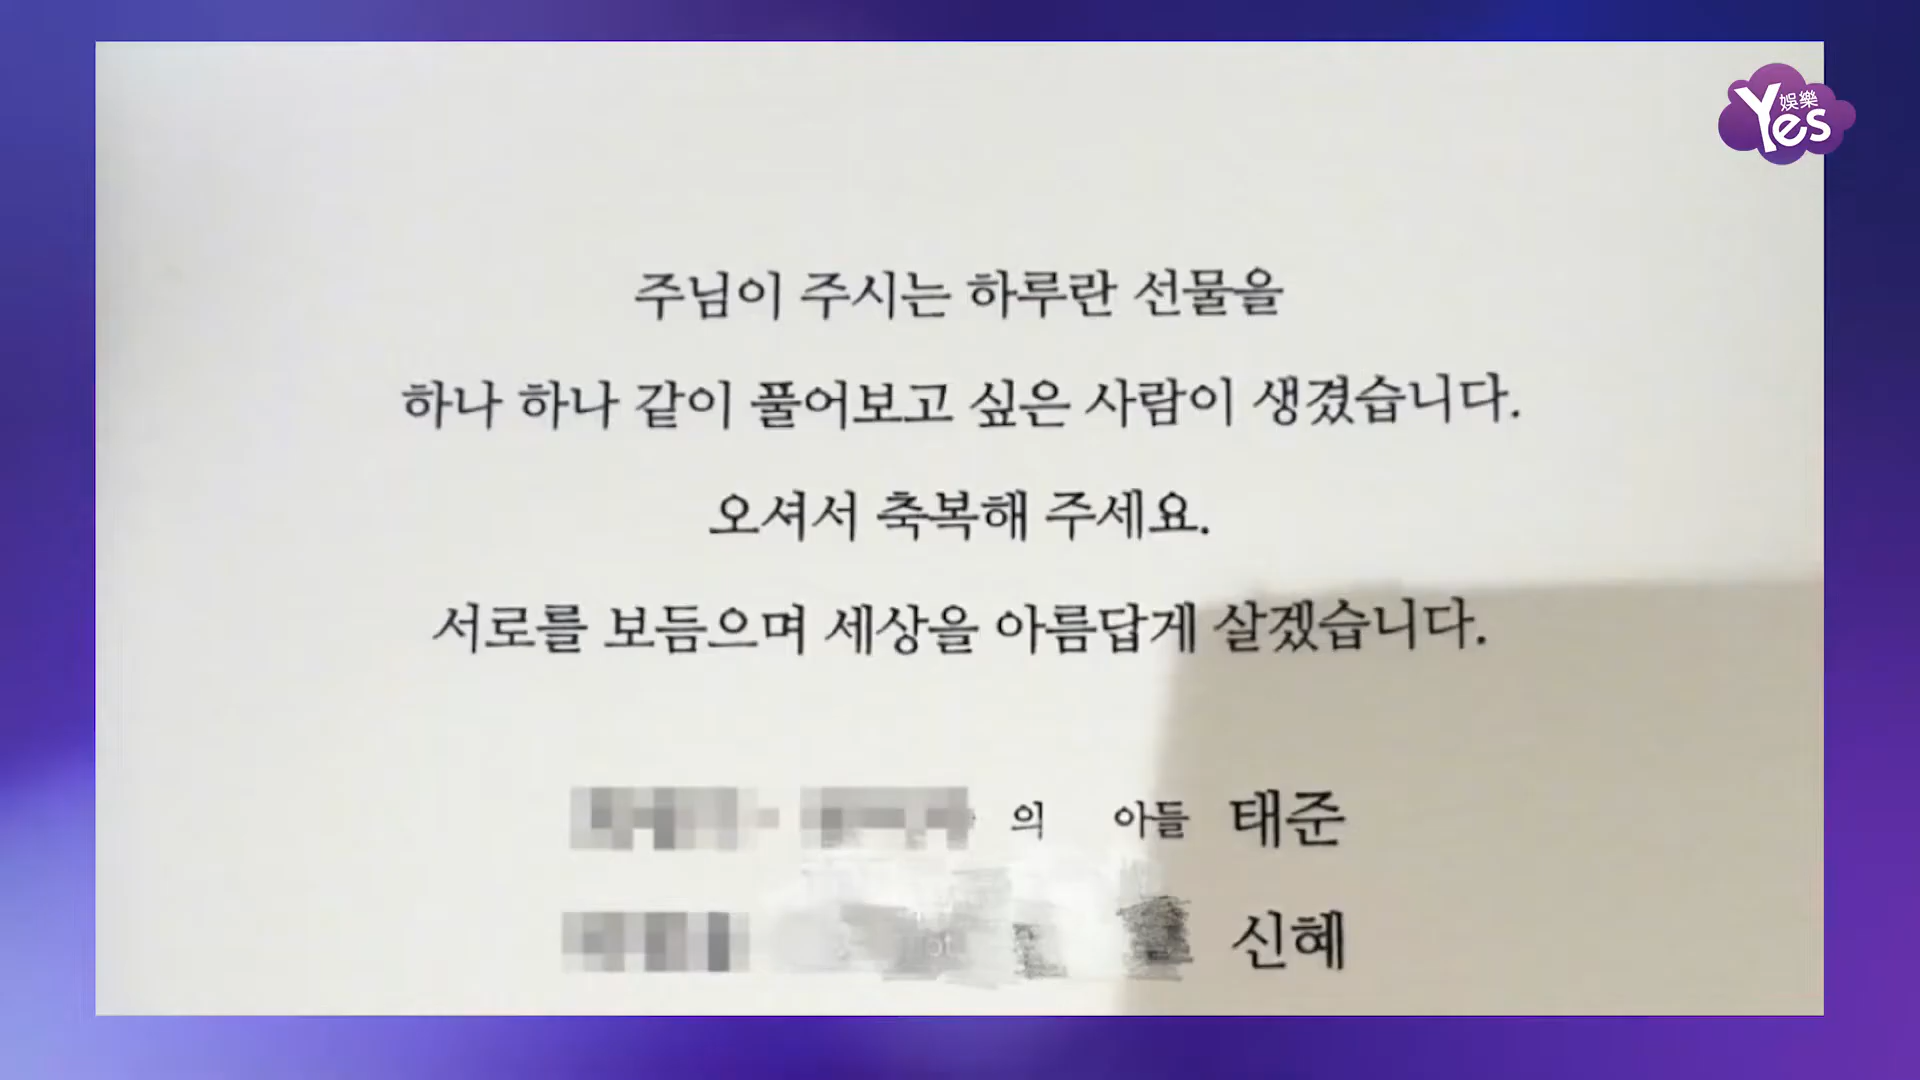 Yes 娛樂
주님이 주시는 하루란 선물을
하나 하나 같이 풀어보고 싶은 사람이 생겼습니다.
오셔서 축복해 주세요.
서로를 보듬으며 세상을 아름답게 살겠습니다.
의 아들 태준
신혜